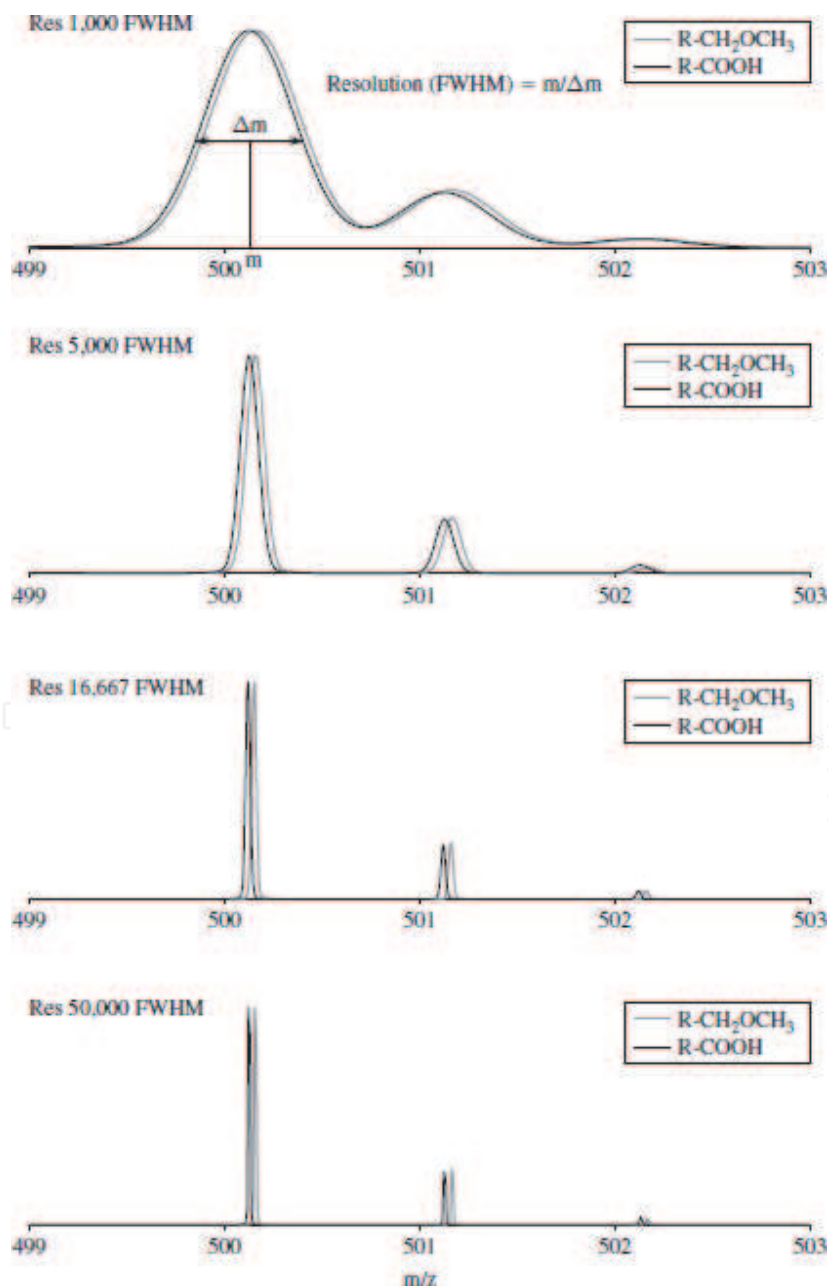 Res 1,000 FWHM
R-CH₂OCH₃
R-COOH
Resolution (FWHM) = m/Δm
Δm
499 500 m 501 502 503
Res 5,000 FWHM
R-CH₂OCH₃
R-COOH
499 500 501 502 503
Res 16,667 FWHM
R-CH₂OCH₃
R-COOH
499 500 501 502 503
Res 50,000 FWHM
R-CH₂OCH₃
R-COOH
499 500 501 502 503
m/z